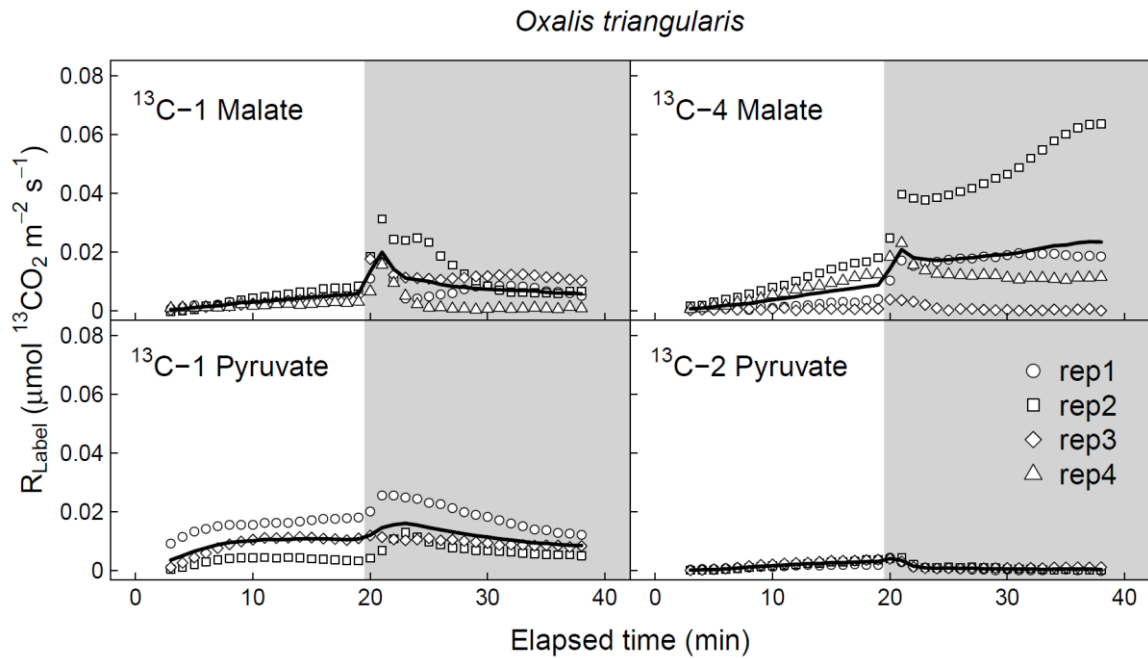 Oxalis triangularis
R_Label (μmol ¹³CO₂ m⁻² s⁻¹)
0.08
0.06
0.04
0.02
0
¹³C−1 Malate
¹³C−4 Malate
0.08
0.06
0.04
0.02
0
¹³C−1 Pyruvate
¹³C−2 Pyruvate
rep1
rep2
rep3
rep4
0 10 20 30 40 0 10 20 30 40
Elapsed time (min)